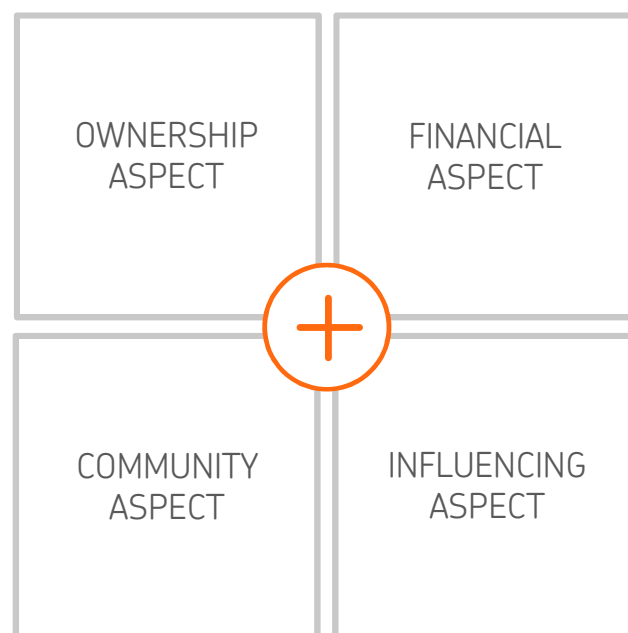 OWNERSHIP
ASPECT
FINANCIAL
ASPECT
COMMUNITY
ASPECT
INFLUENCING
ASPECT